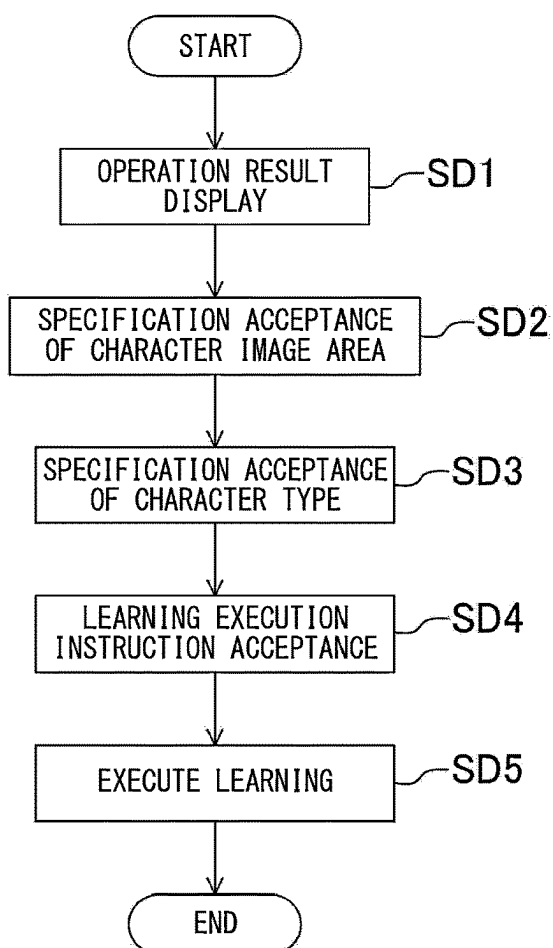 START
OPERATION RESULT
DISPLAY
SD1
SPECIFICATION ACCEPTANCE
OF CHARACTER IMAGE AREA
SD2
SPECIFICATION ACCEPTANCE
OF CHARACTER TYPE
SD3
LEARNING EXECUTION
INSTRUCTION ACCEPTANCE
SD4
EXECUTE LEARNING
SD5
END